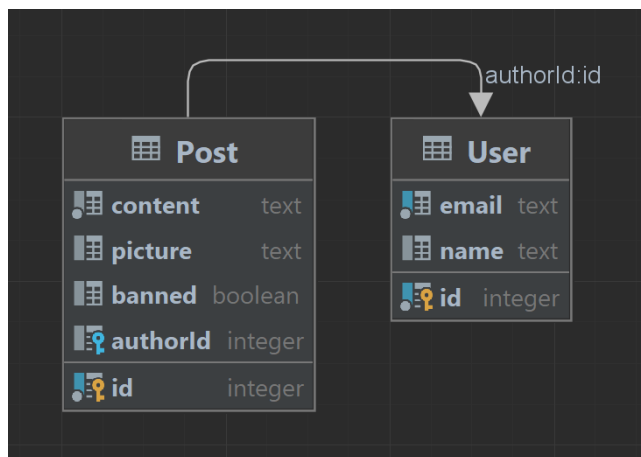 authorId:id
Post
content text
picture text
banned boolean
authorId integer
id integer
User
email text
name text
id integer